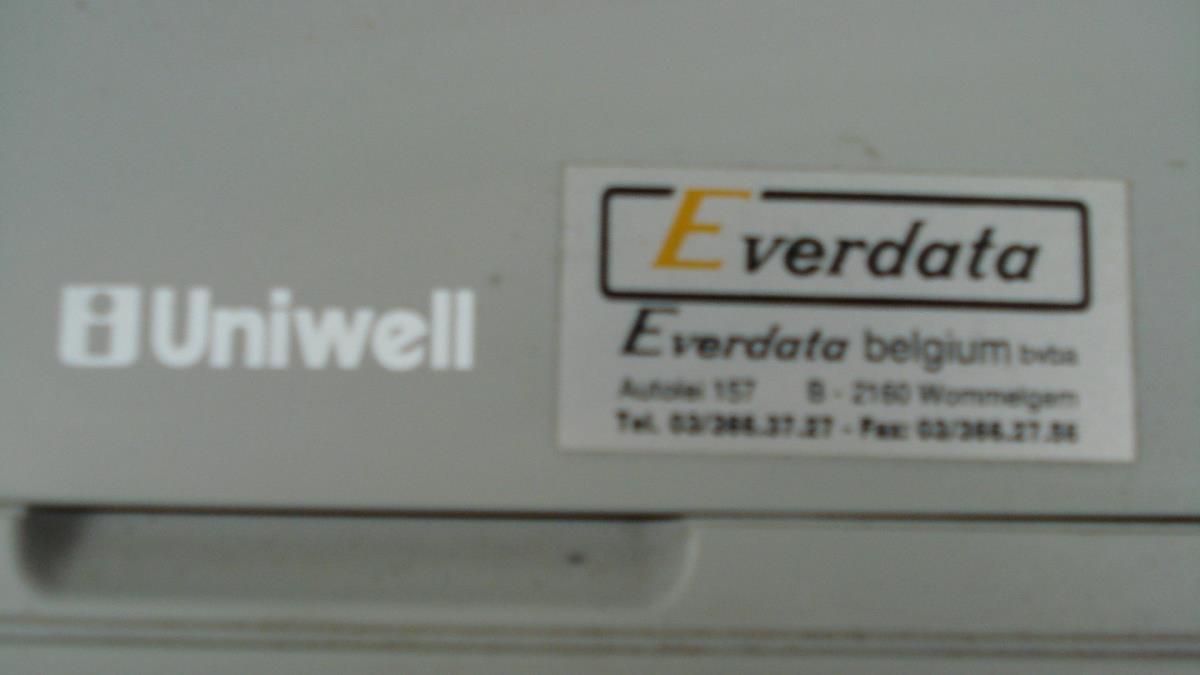 Uniwell
Everdata
Everdata belgium bvba
Autolei 157 B - 2160 Wommelgem
Tel. 03/366.37.27 - Fax: 03/366.27.56